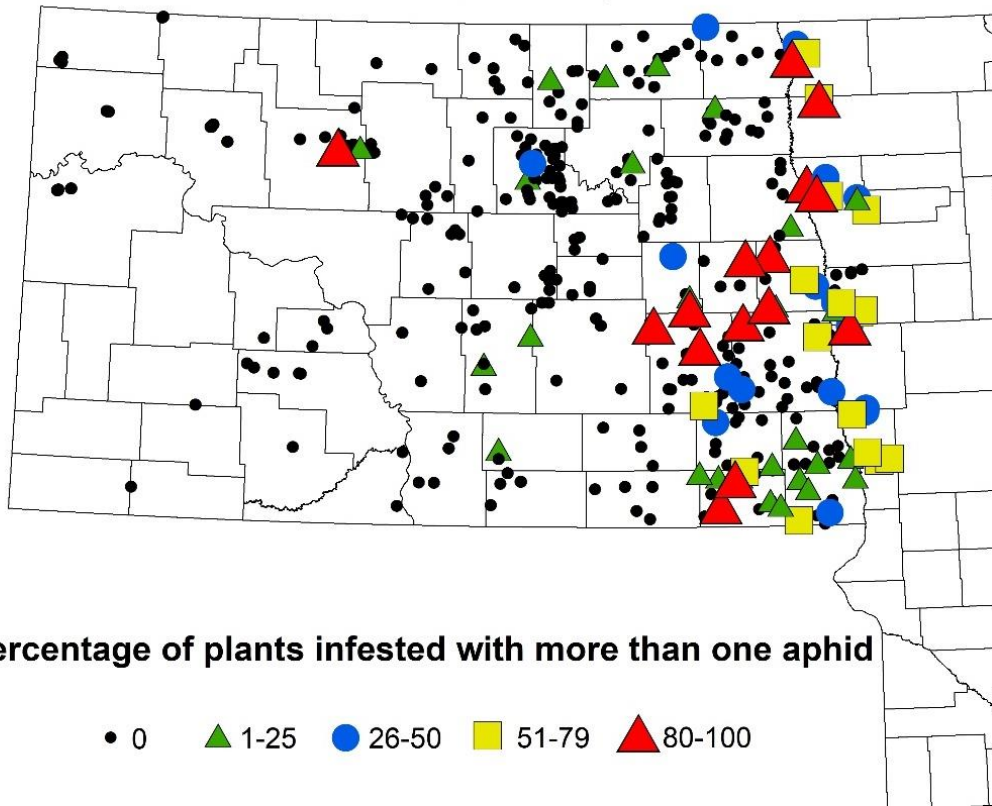 ercentage of plants infested with more than one aphid
0 1-25 26-50 51-79 80-100